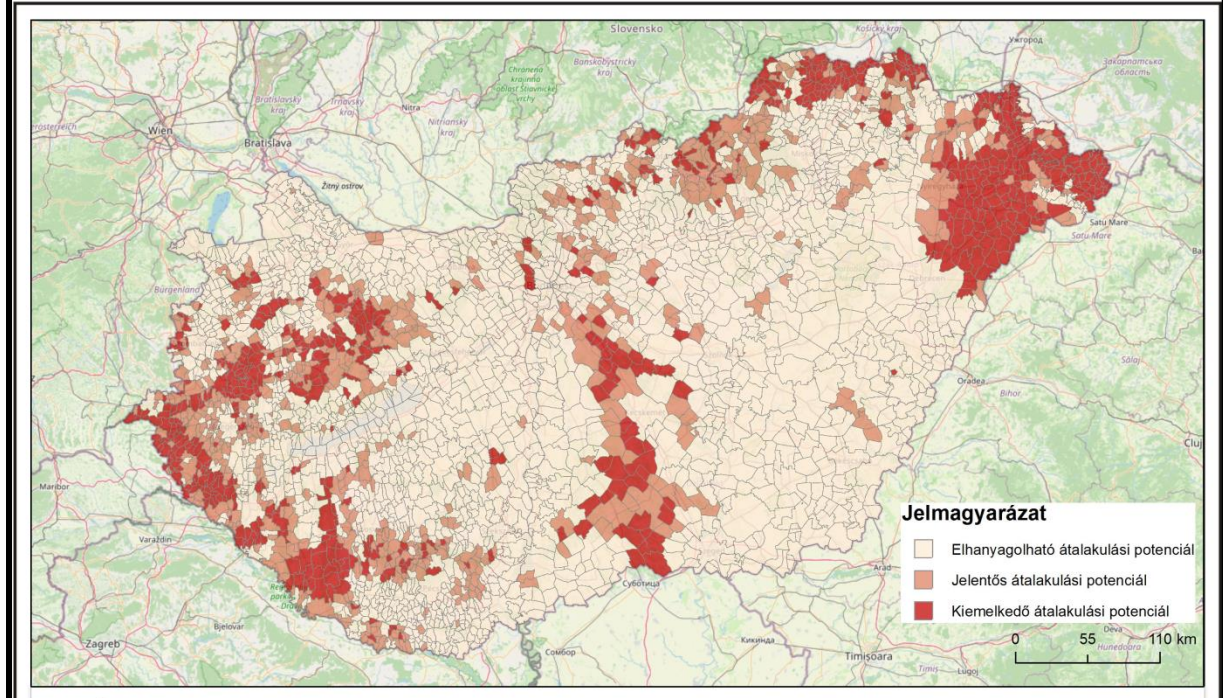 Slovensko
Košický kraj
Ужгород
Banskobystrický
kraj
Закарпатська
область
Chránená
krajinná
oblasť Štiavnické
vrchy
Bratislavský
kraj
Trnavský
kraj
Nitra
Nitriansky
kraj
Wien
Bratislava
Žitný ostrov
Satu Mare
Satu Mare
Burgenland
Sălaj
Oradea
Bihor
Cluj
Maribor
Varaždin
Bjelovar
Zagreb
Суботица
Arad
Сомбор
Кикинда
Timișoara
Timiș
Lugoj
Deva
Hunedoara
Jelmagyarázat
Elhanyagolható átalakulási potenciál
Jelentős átalakulási potenciál
Kiemelkedő átalakulási potenciál
0 55 110 km